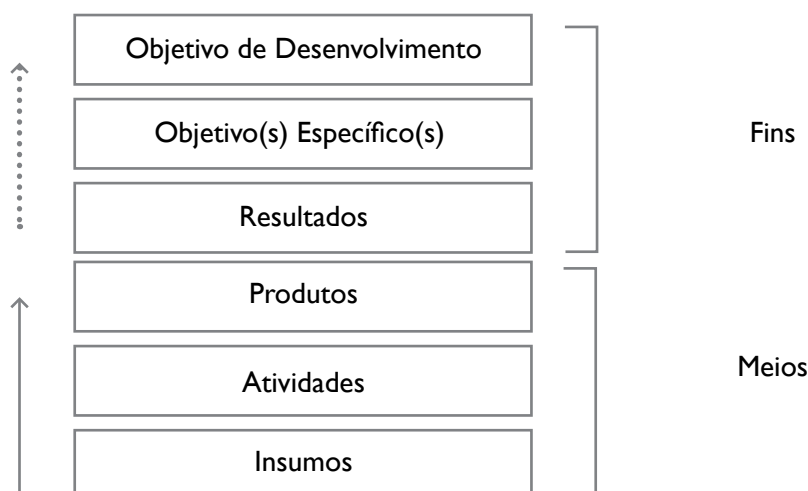 Objetivo de Desenvolvimento
Objetivo(s) Específico(s)
Fins
Resultados
Produtos
Atividades
Meios
Insumos